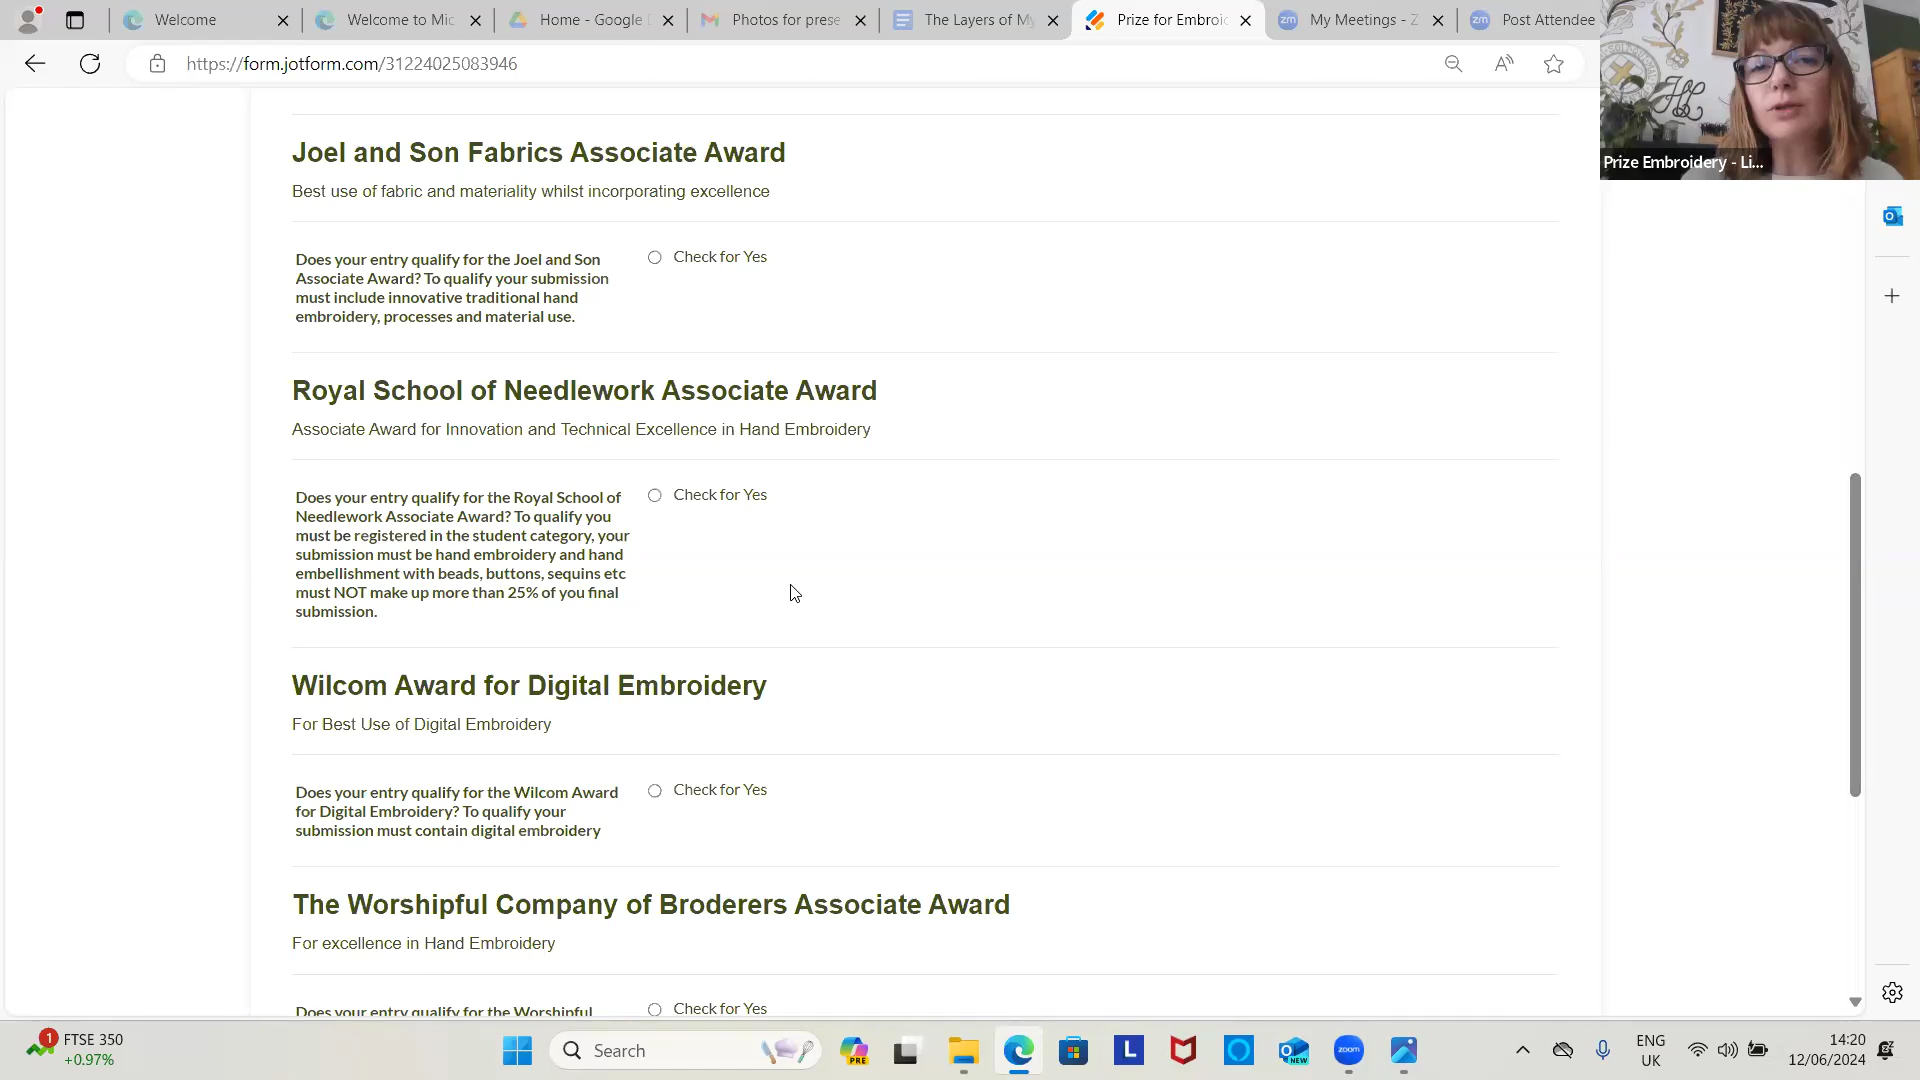 Welcome
Welcome to Mic
Home - Google D
Photos for prese
The Layers of My
Prize for Embroi
My Meetings - Z
Post Attendee
https://form.jotform.com/31224025083946
Prize Embroidery - Li...
Joel and Son Fabrics Associate Award
Best use of fabric and materiality whilst incorporating excellence
Does your entry qualify for the Joel and Son
Associate Award? To qualify your submission
must include innovative traditional hand
embroidery, processes and material use.
Check for Yes
Royal School of Needlework Associate Award
Associate Award for Innovation and Technical Excellence in Hand Embroidery
Does your entry qualify for the Royal School of
Needlework Associate Award? To qualify you
must be registered in the student category, your
submission must be hand embroidery and hand
embellishment with beads, buttons, sequins etc
must NOT make up more than 25% of you final
submission.
Check for Yes
Wilcom Award for Digital Embroidery
For Best Use of Digital Embroidery
Does your entry qualify for the Wilcom Award
for Digital Embroidery? To qualify your
submission must contain digital embroidery
Check for Yes
The Worshipful Company of Broderers Associate Award
For excellence in Hand Embroidery
Does your entry qualify for the Worshipful
Check for Yes
1
FTSE 350
+0.97%
Search
PRE
L
NEW
zoom
ENG
UK
14:20
12/06/2024